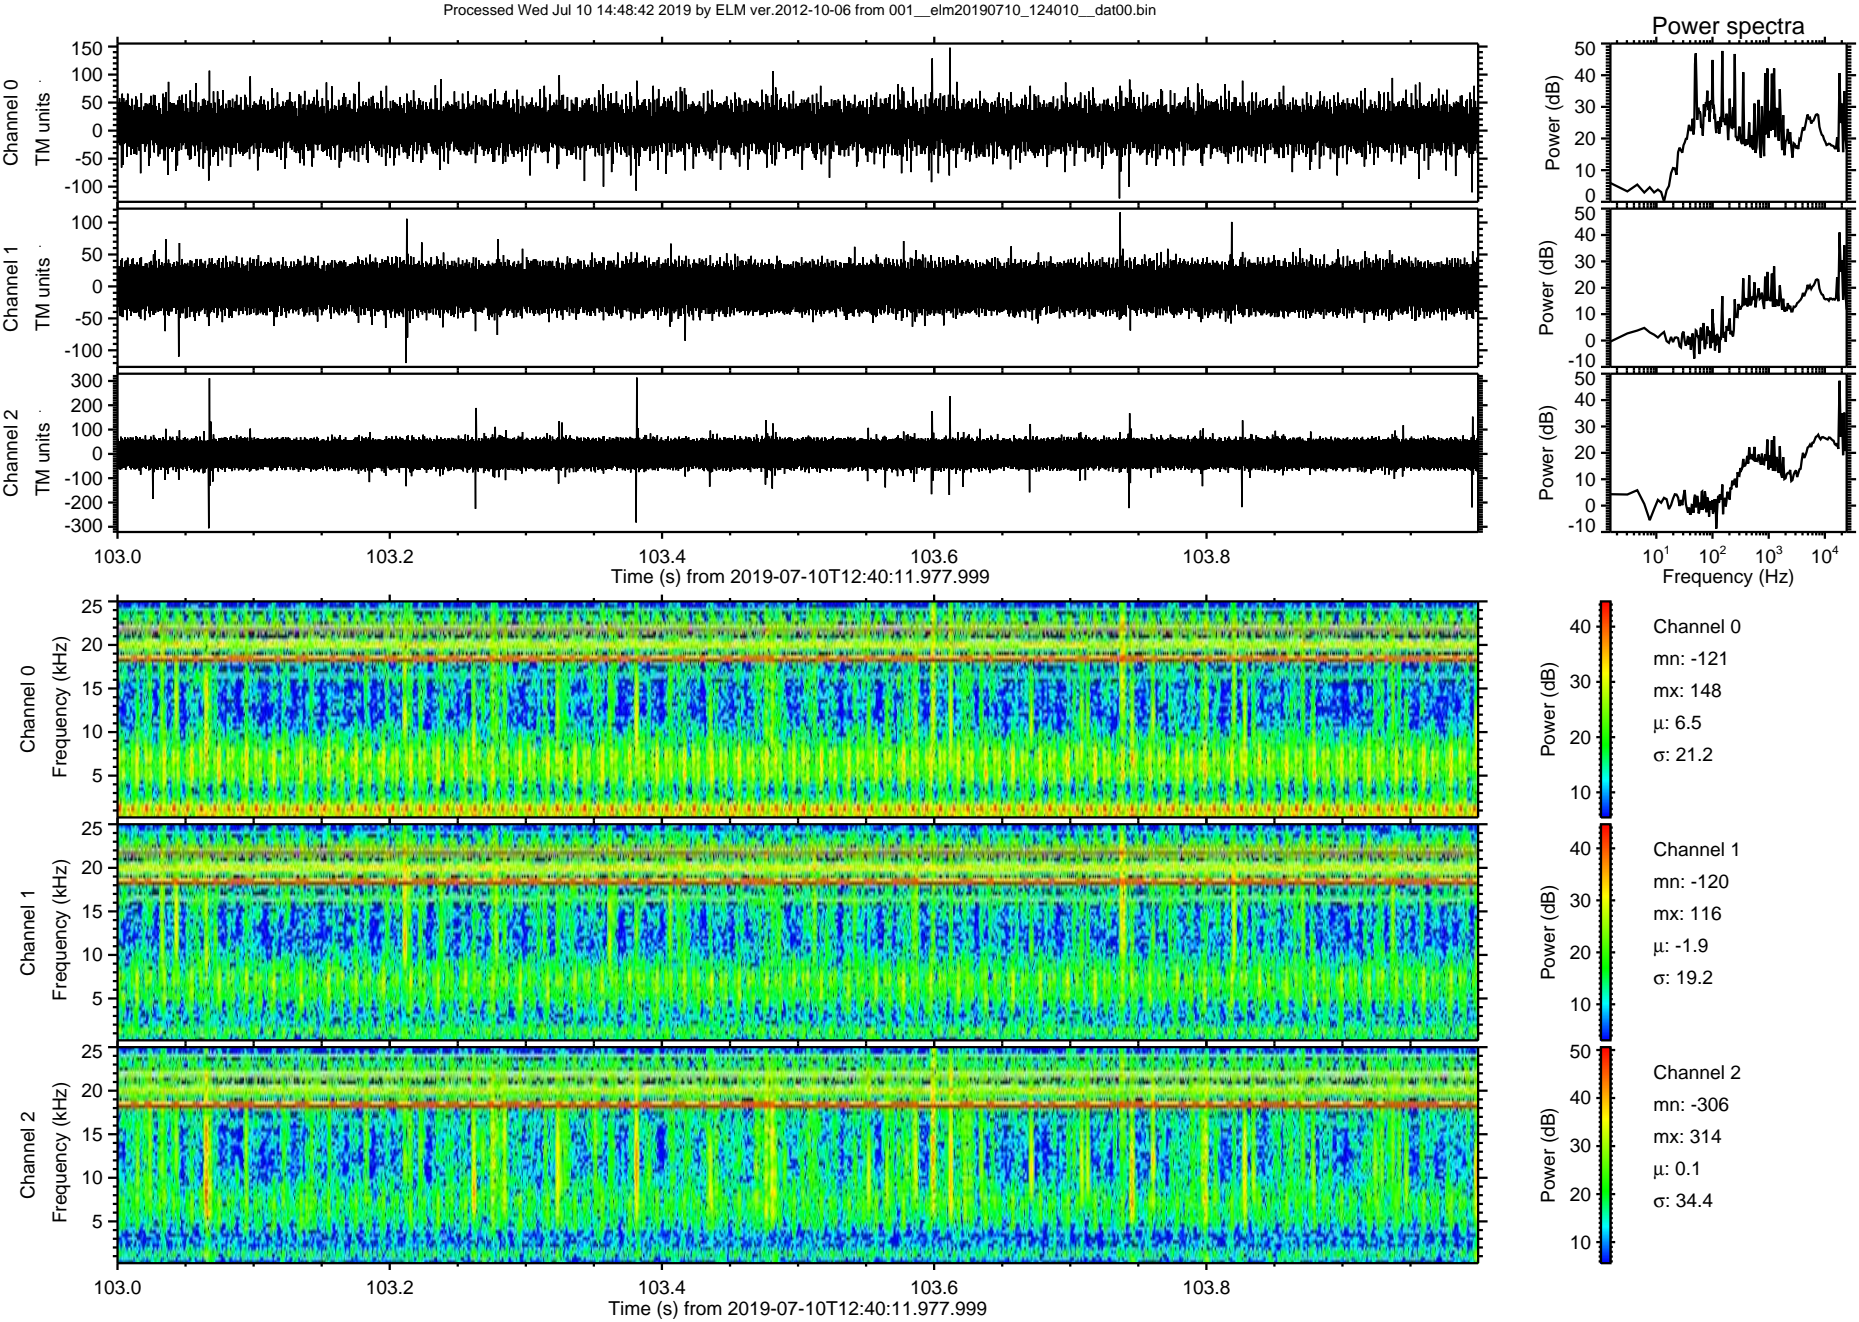 Processed Wed Jul 10 14:48:42 2019 by ELM ver.2012-10-06 from 001__elm20190710_124010__dat00.bin
Power spectra
Channel 0
TM units
150
100
50
0
-50
-100
Power (dB)
50
40
30
20
10
0
Channel 1
TM units
100
50
0
-50
-100
Power (dB)
50
40
30
20
10
0
-10
Channel 2
TM units
300
200
100
0
-100
-200
-300
Power (dB)
50
40
30
20
10
0
-10
103.0 103.2 103.4 103.6 103.8
Time (s) from 2019-07-10T12:40:11.977.999
10¹ 10² 10³ 10⁴
Frequency (Hz)
Channel 0
Frequency (kHz)
25
20
15
10
5
Power (dB)
40
30
20
10
Channel 0
mn: -121
mx: 148
μ: 6.5
σ: 21.2
Channel 1
Frequency (kHz)
25
20
15
10
5
Power (dB)
40
30
20
10
Channel 1
mn: -120
mx: 116
μ: -1.9
σ: 19.2
Channel 2
Frequency (kHz)
25
20
15
10
5
Power (dB)
50
40
30
20
10
Channel 2
mn: -306
mx: 314
μ: 0.1
σ: 34.4
103.0 103.2 103.4 103.6 103.8
Time (s) from 2019-07-10T12:40:11.977.999